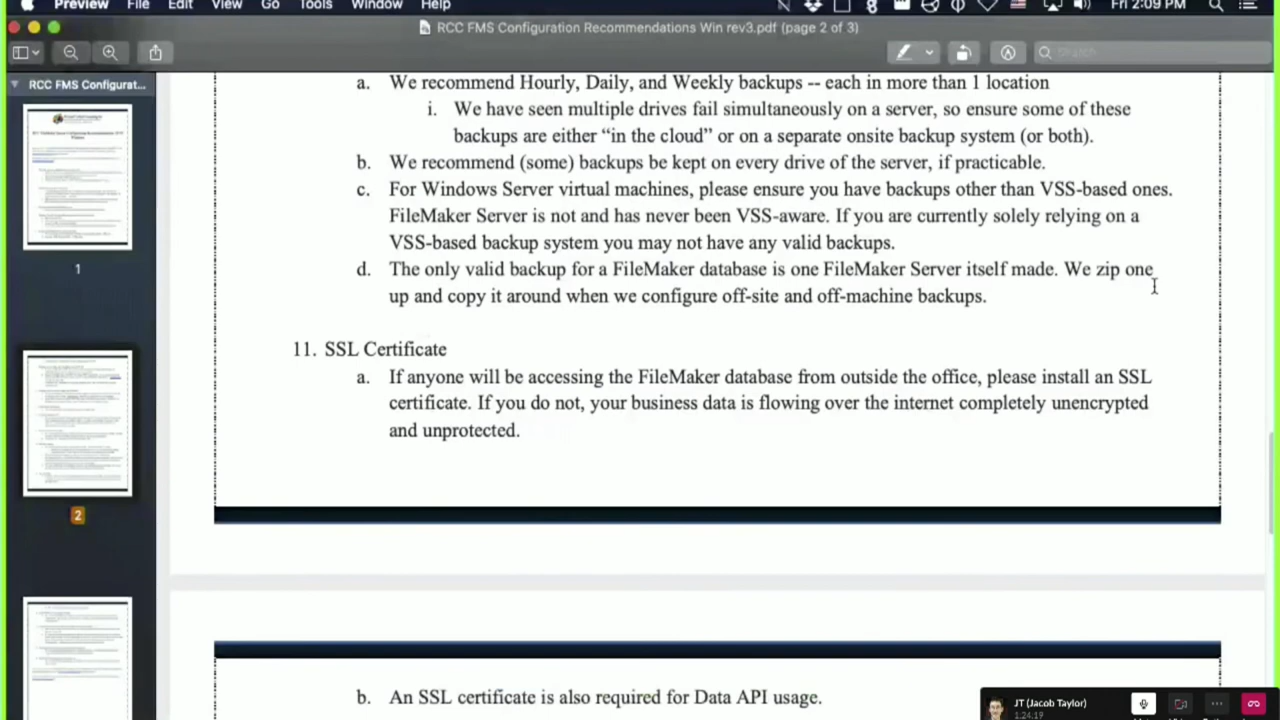 Preview File Edit View Go Tools Window Help
Fri 2:09 PM
RCC FMS Configuration Recommendations Win rev3.pdf (page 2 of 3)
Search
RCC FMS Configurat...
1
2
a. We recommend Hourly, Daily, and Weekly backups -- each in more than 1 location
i. We have seen multiple drives fail simultaneously on a server, so ensure some of these
backups are either “in the cloud” or on a separate onsite backup system (or both).
b. We recommend (some) backups be kept on every drive of the server, if practicable.
c. For Windows Server virtual machines, please ensure you have backups other than VSS-based ones.
FileMaker Server is not and has never been VSS-aware. If you are currently solely relying on a
VSS-based backup system you may not have any valid backups.
d. The only valid backup for a FileMaker database is one FileMaker Server itself made. We zip one
up and copy it around when we configure off-site and off-machine backups.
11. SSL Certificate
a. If anyone will be accessing the FileMaker database from outside the office, please install an SSL
certificate. If you do not, your business data is flowing over the internet completely unencrypted
and unprotected.
b. An SSL certificate is also required for Data API usage.
JT (Jacob Taylor)
1:24:19